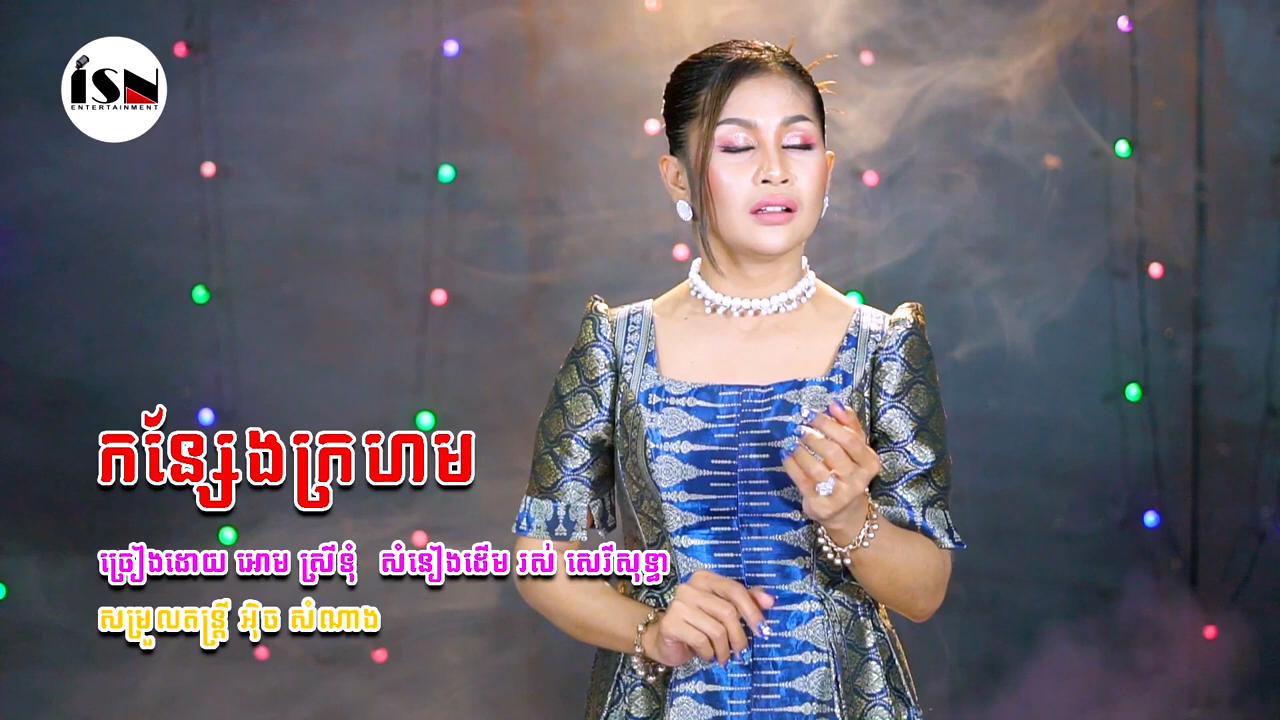 ISN
ENTERTAINMENT
កន្សែងក្រហម
ច្រៀងដោយ អោម ស្រីទុំ សំនៀងដើម រស់ សេរីសុទ្ធា
សម្រួលតន្ត្រី អ៊ិច សំណាង